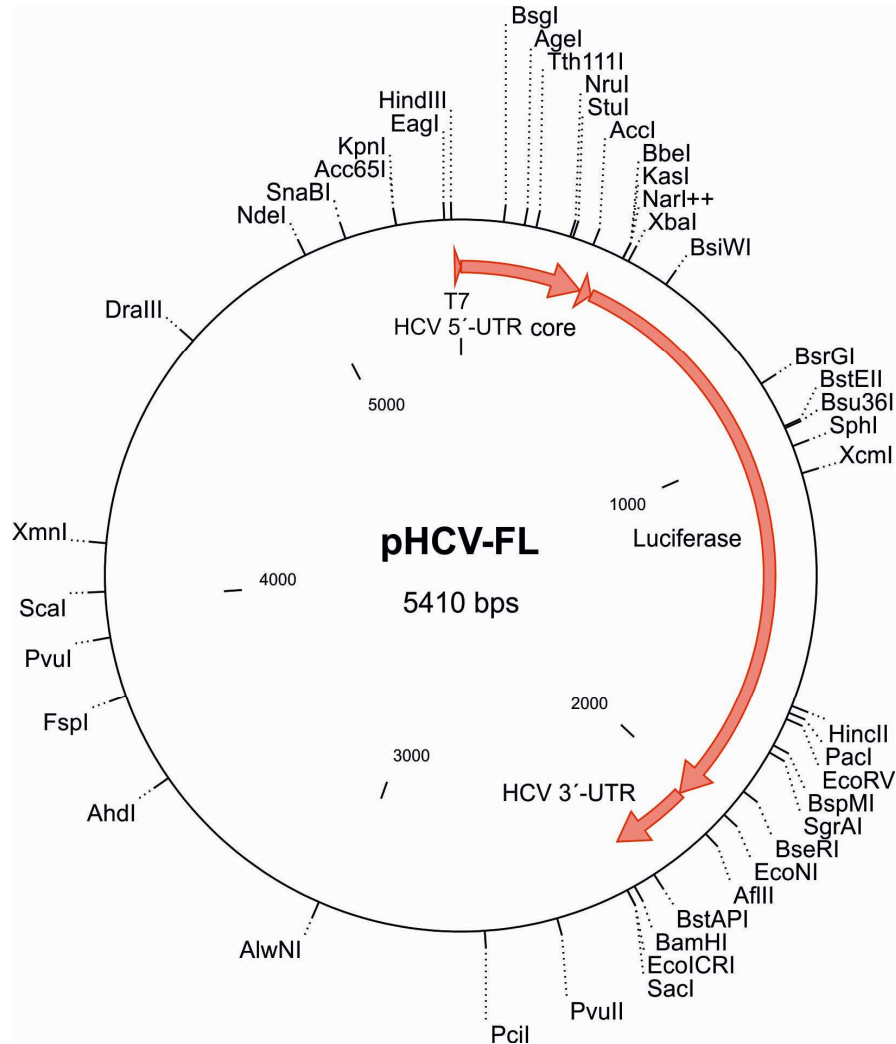 BsgI
AgeI
Tth111I
NruI
StuI
AccI
BbeI
KasI
NarI++
XbaI
BsiWI
HindIII
EagI
KpnI
Acc65I
SnaBI
NdeI
DraIII
T7
HCV 5´-UTR core
5000
BsrGI
BstEII
Bsu36I
SphI
XcmI
1000
Luciferase
pHCV-FL
5410 bps
XmnI
4000
ScaI
PvuI
FspI
2000
3000
HCV 3´-UTR
HincII
PacI
EcoRV
BspMI
SgrAI
BseRI
EcoNI
AflII
BstAPI
BamHI
EcoICRI
SacI
AhdI
AlwNI
PvuII
PciI